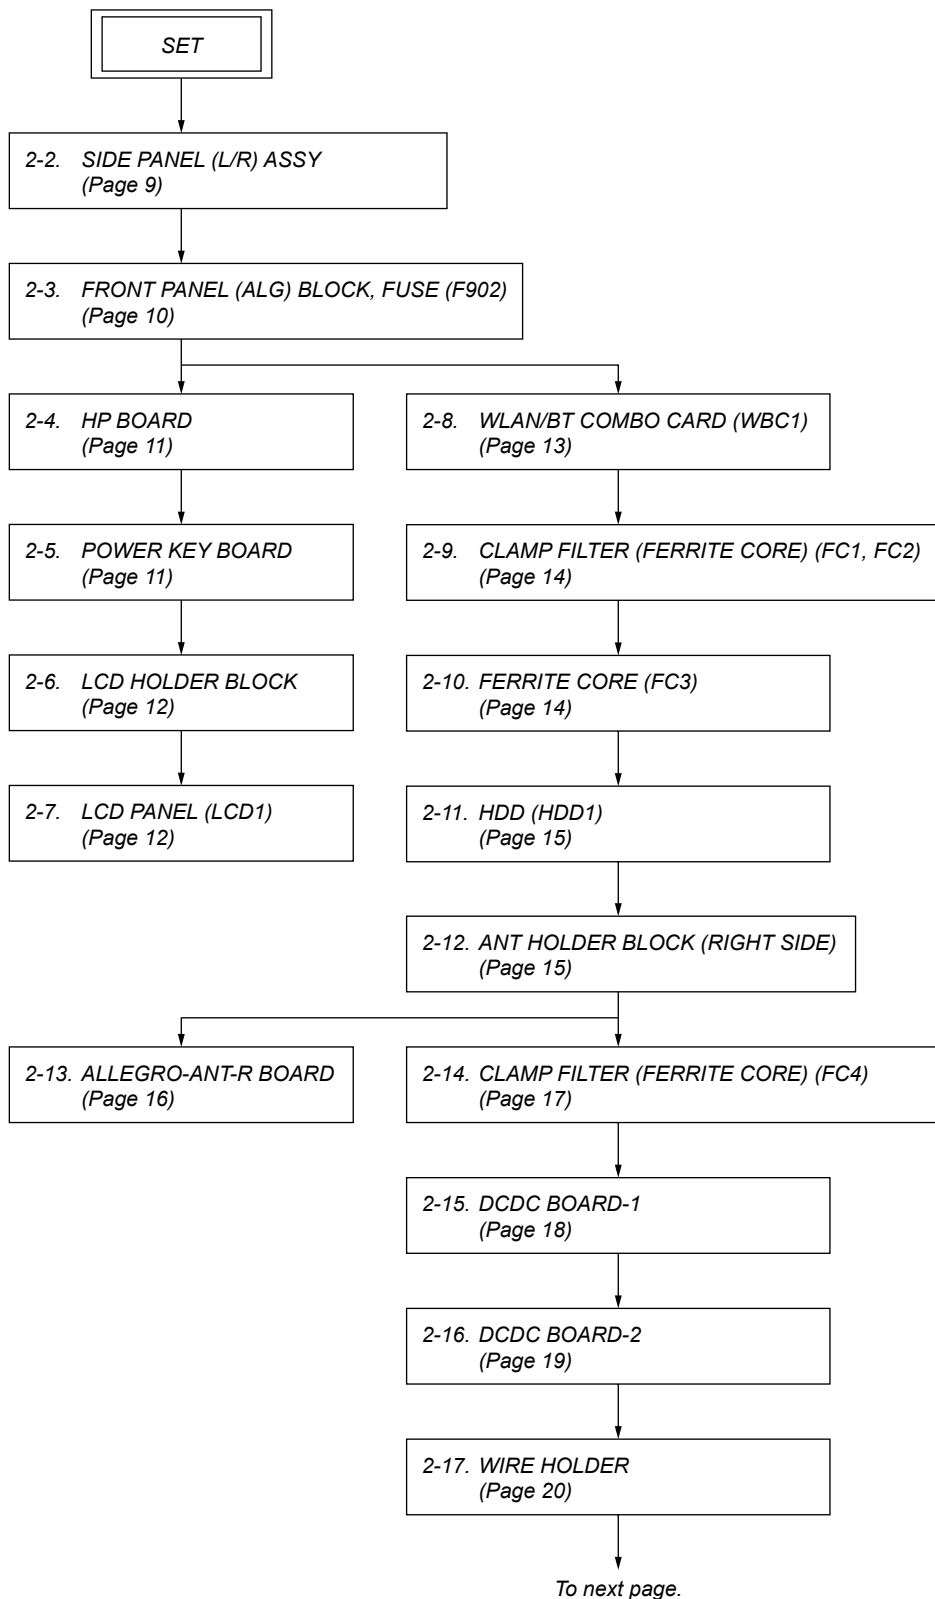 SET
2-2. SIDE PANEL (L/R) ASSY
(Page 9)
2-3. FRONT PANEL (ALG) BLOCK, FUSE (F902)
(Page 10)
2-4. HP BOARD
(Page 11)
2-5. POWER KEY BOARD
(Page 11)
2-6. LCD HOLDER BLOCK
(Page 12)
2-7. LCD PANEL (LCD1)
(Page 12)
2-8. WLAN/BT COMBO CARD (WBC1)
(Page 13)
2-9. CLAMP FILTER (FERRITE CORE) (FC1, FC2)
(Page 14)
2-10. FERRITE CORE (FC3)
(Page 14)
2-11. HDD (HDD1)
(Page 15)
2-12. ANT HOLDER BLOCK (RIGHT SIDE)
(Page 15)
2-13. ALLEGRO-ANT-R BOARD
(Page 16)
2-14. CLAMP FILTER (FERRITE CORE) (FC4)
(Page 17)
2-15. DCDC BOARD-1
(Page 18)
2-16. DCDC BOARD-2
(Page 19)
2-17. WIRE HOLDER
(Page 20)
To next page.